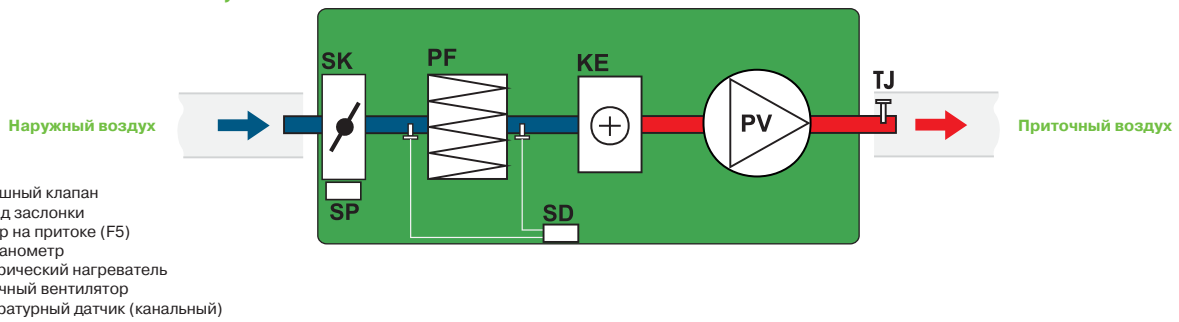 SK
PF
KE
TJ
PV
Наружный воздух
Приточный воздух
SP
SD
шный клапан
д заслонки
р на притоке (F5)
анометр
рический нагреватель
чный вентилятор
ратурный датчик (канальный)